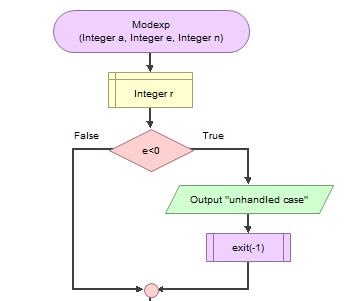 Modexp
(Integer a, Integer e, Integer n)
Integer r
False
True
e<0
Output "unhandled case"
exit(-1)